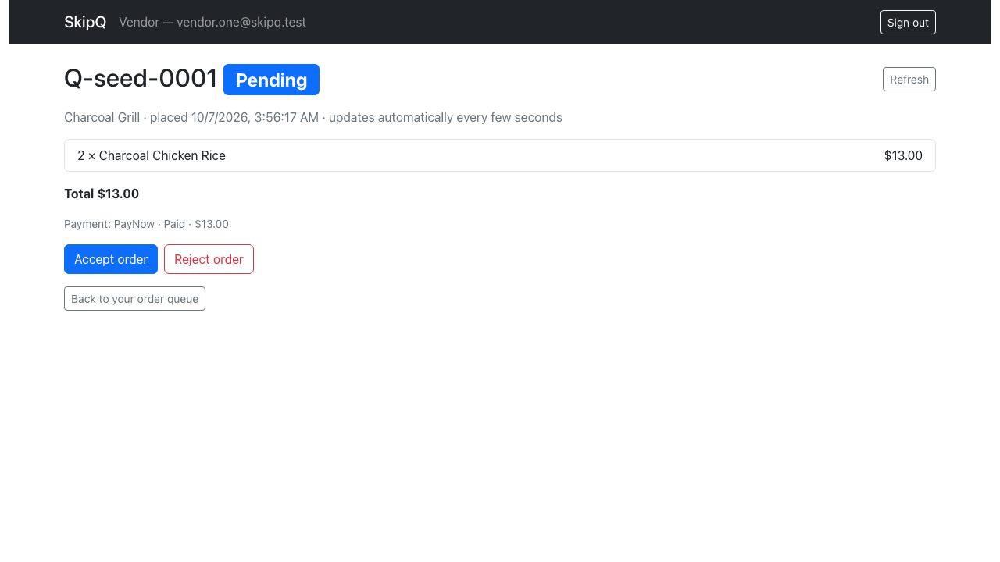 SkipQ Vendor — vendor.one@skipq.test Sign out
Q-seed-0001 Pending Refresh
Charcoal Grill · placed 10/7/2026, 3:56:17 AM · updates automatically every few seconds
2 × Charcoal Chicken Rice $13.00
Total $13.00
Payment: PayNow · Paid · $13.00
Accept order Reject order
Back to your order queue